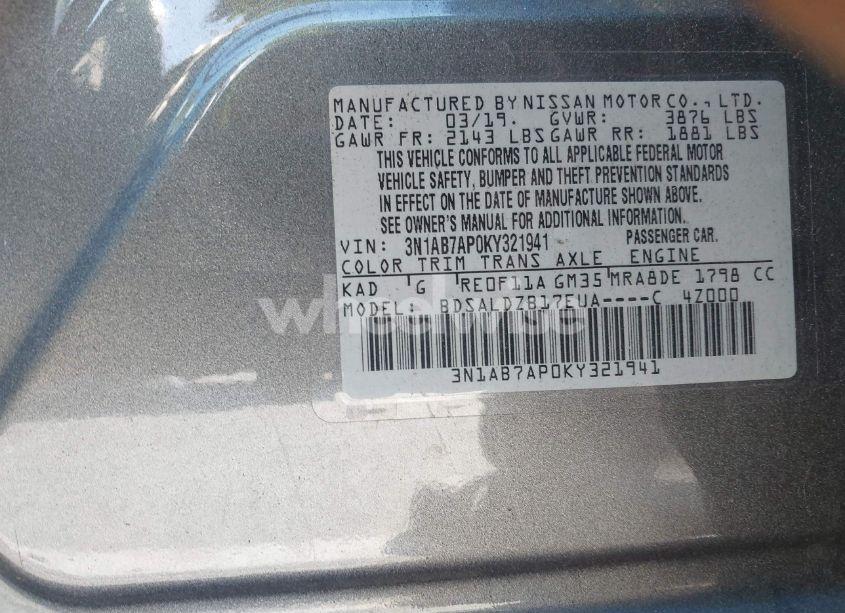 MANUFACTURED BY NISSAN MOTOR CO., LTD.
DATE: 03/19. GVWR: 3876 LBS
GAWR FR: 2143 LBS GAWR RR: 1881 LBS
THIS VEHICLE CONFORMS TO ALL APPLICABLE FEDERAL MOTOR
VEHICLE SAFETY, BUMPER AND THEFT PREVENTION STANDARDS
IN EFFECT ON THE DATE OF MANUFACTURE SHOWN ABOVE.
SEE OWNER'S MANUAL FOR ADDITIONAL INFORMATION.
VIN: 3N1AB7AP0KY321941 PASSENGER CAR.
COLOR TRIM TRANS AXLE ENGINE
KAD G RE0F11A GM35 MRA8DE 1798 CC
MODEL: BDSALDZB17EUA----C 4Z000
wheelwise
3N1AB7AP0KY321941